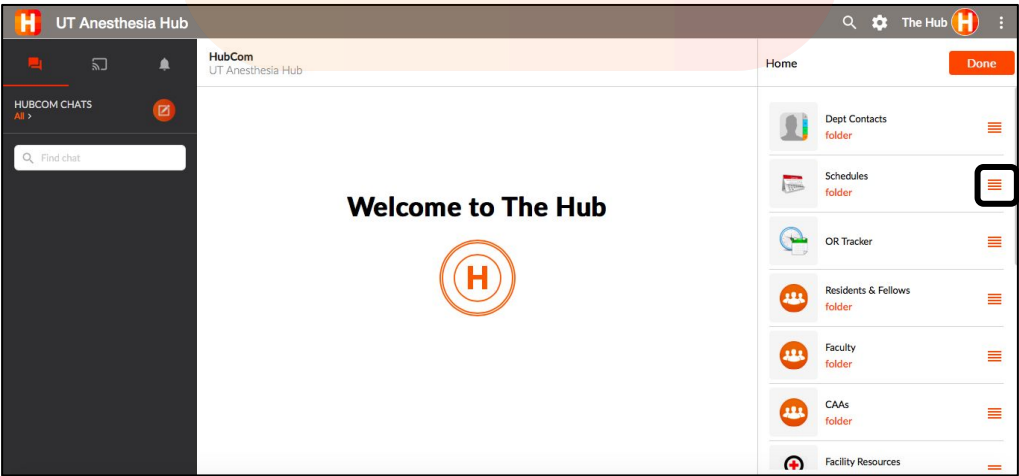 H UT Anesthesia Hub
The Hub H
HUBCOM CHATS
All >
Find chat
HubCom
UT Anesthesia Hub
Welcome to The Hub
H
Home
Done
Dept Contacts
folder
Schedules
folder
OR Tracker
Residents & Fellows
folder
Faculty
folder
CAAs
folder
Facility Resources